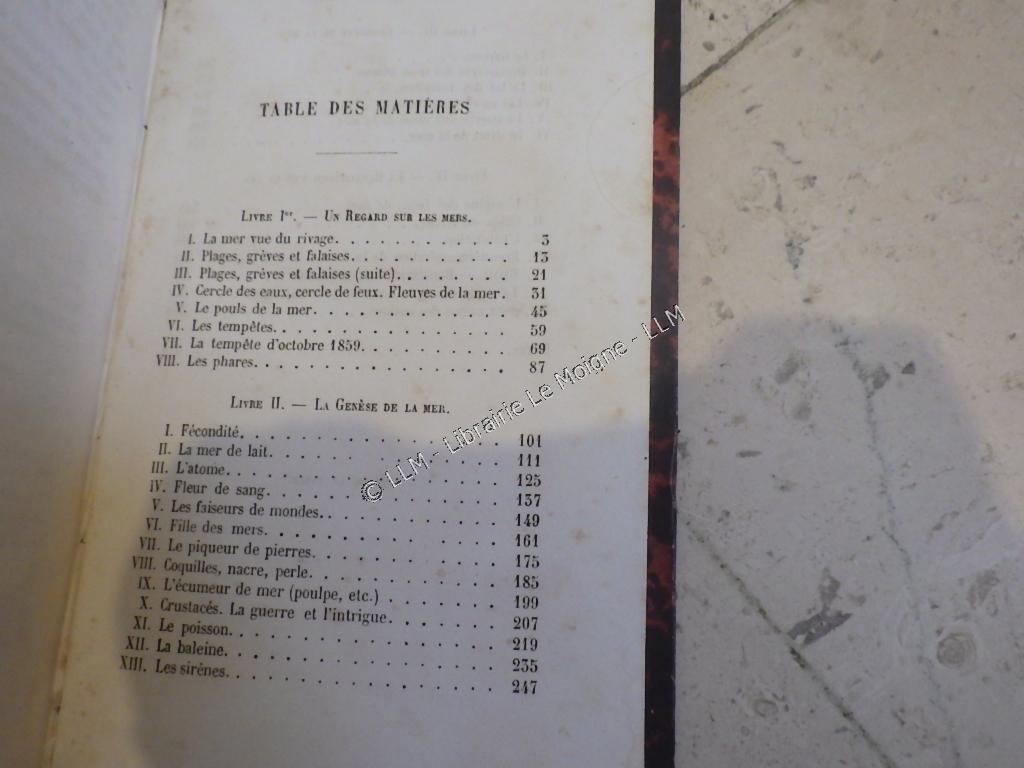 TABLE DES MATIÈRES
LIVRE Ier. — UN REGARD SUR LES MERS.
I. La mer vue du rivage. . . . . . . . . . . . 3
II. Plages, grèves et falaises. . . . . . . . . . . 13
III. Plages, grèves et falaises (suite). . . . . . . . 21
IV. Cercle des eaux, cercle de feux. Fleuves de la mer. 31
V. Le pouls de la mer. . . . . . . . . . . . . 45
VI. Les tempêtes. . . . . . . . . . . . . . . 59
VII. La tempête d'octobre 1859. . . . . . . . . . 69
VIII. Les phares. . . . . . . . . . . . . . . . 87
LIVRE II. — LA GENÈSE DE LA MER.
I. Fécondité. . . . . . . . . . . . . . . . 101
II. La mer de lait. . . . . . . . . . . . . . 111
III. L'atome. . . . . . . . . . . . . . . . . 125
IV. Fleur de sang. . . . . . . . . . . . . . 137
V. Les faiseurs de mondes. . . . . . . . . . . 149
VI. Fille des mers. . . . . . . . . . . . . . 161
VII. Le piqueur de pierres. . . . . . . . . . . 175
VIII. Coquilles, nacre, perle. . . . . . . . . . . 185
IX. L'écumeur de mer (poulpe, etc.) . . . . . . . 199
X. Crustacés. La guerre et l'intrigue. . . . . . . 207
XI. Le poisson. . . . . . . . . . . . . . . . 219
XII. La baleine. . . . . . . . . . . . . . . . 235
XIII. Les sirènes. . . . . . . . . . . . . . . . 247
© LLM - Librairie Le Moigne - LLM